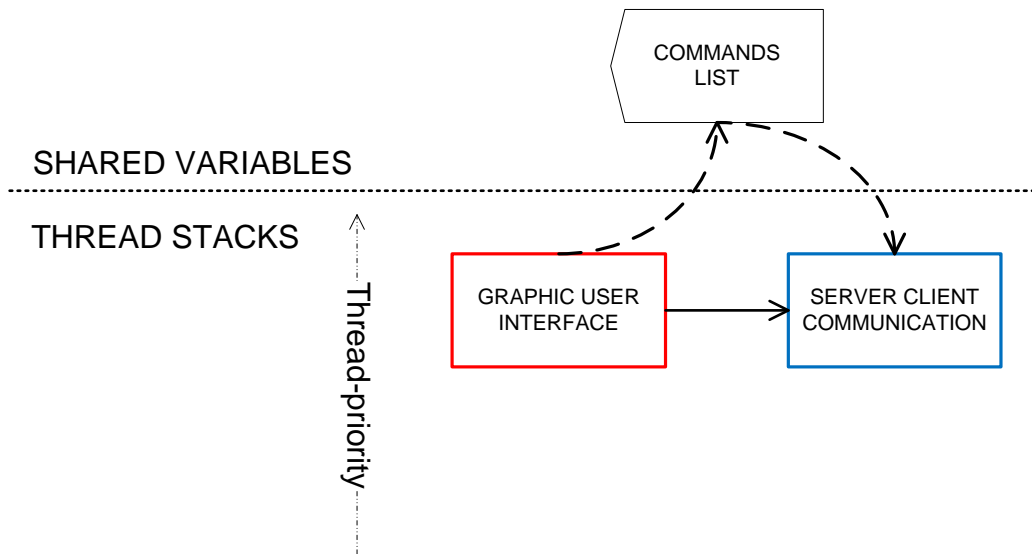 COMMANDS
LIST
SHARED VARIABLES
THREAD STACKS
Thread-priority
GRAPHIC USER
INTERFACE
SERVER CLIENT
COMMUNICATION